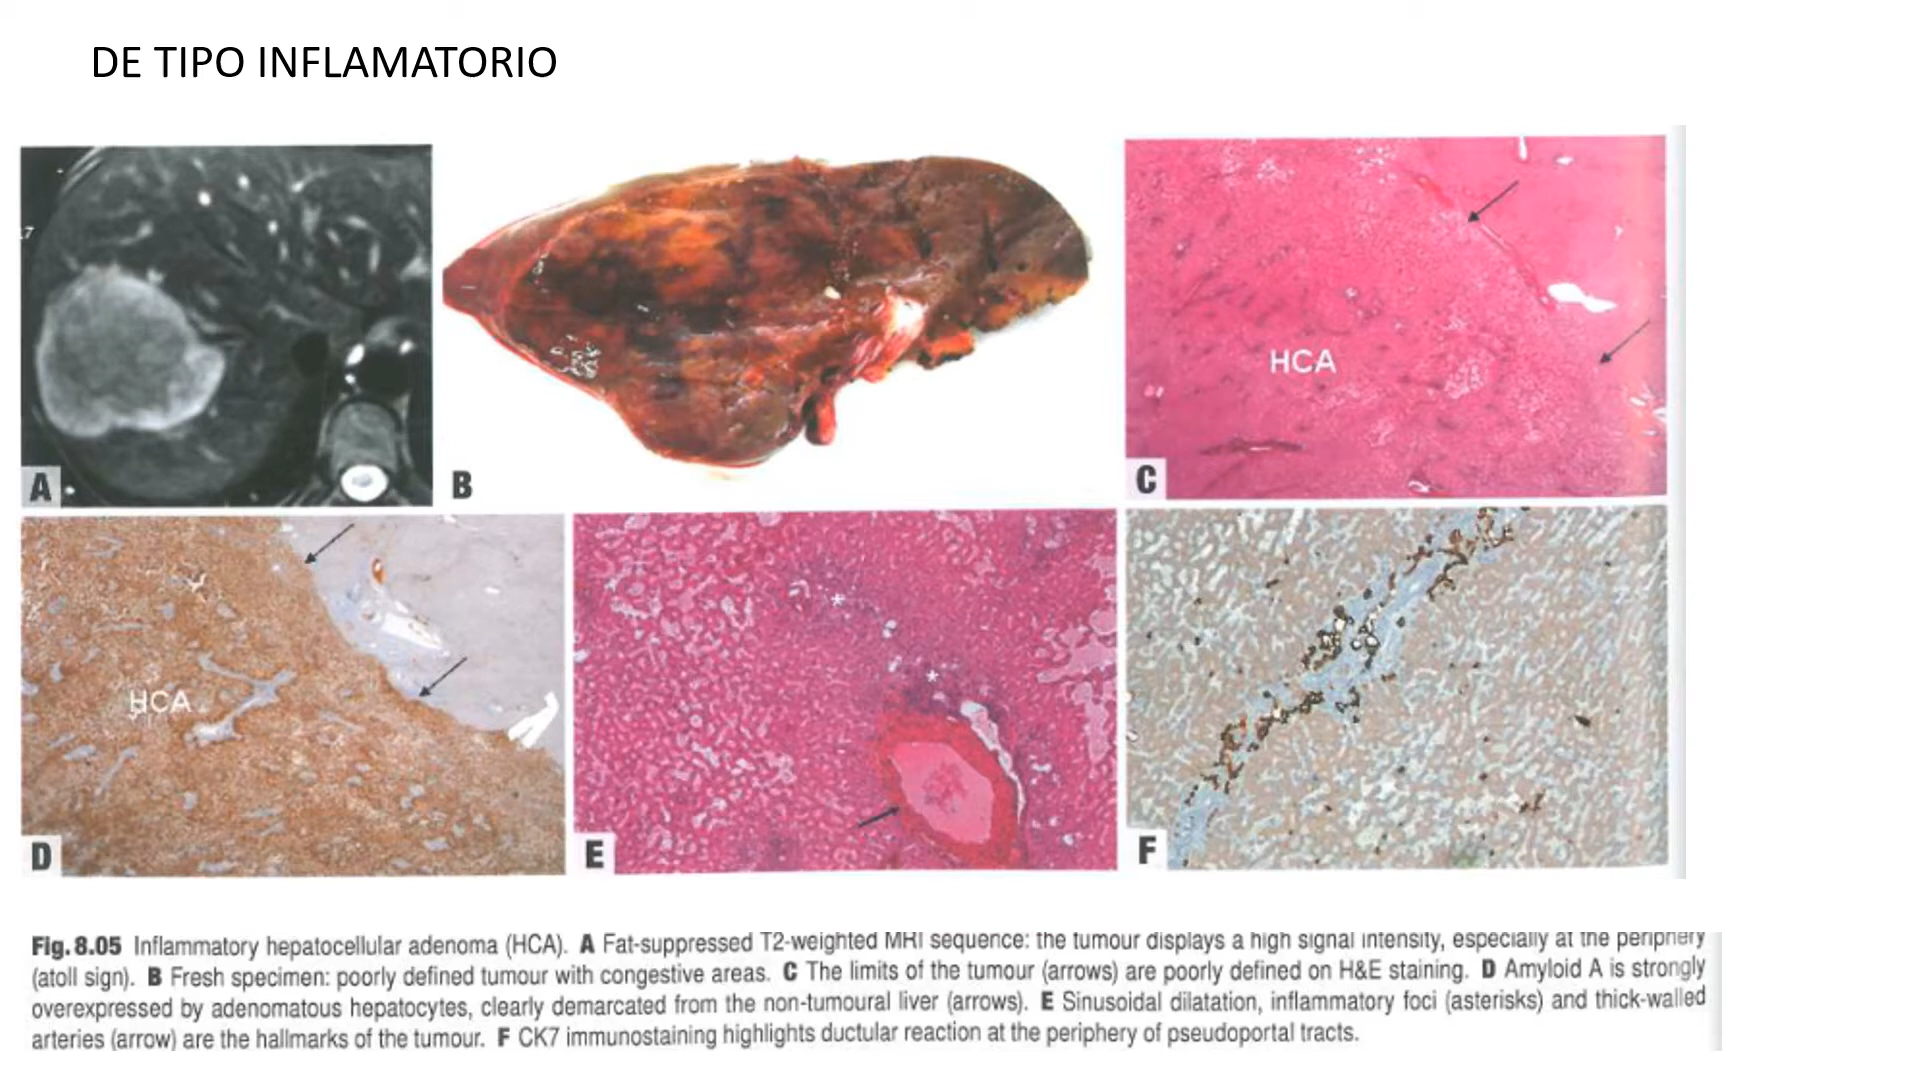 DE TIPO INFLAMATORIO
.7
A
B
C
HCA
D
HCA
E
*
*
F
Fig. 8.05 Inflammatory hepatocellular adenoma (HCA). A Fat-suppressed T2-weighted MRI sequence: the tumour displays a high signal intensity, especially at the periphery
(atoll sign). B Fresh specimen: poorly defined tumour with congestive areas. C The limits of the tumour (arrows) are poorly defined on H&E staining. D Amyloid A is strongly
overexpressed by adenomatous hepatocytes, clearly demarcated from the non-tumoural liver (arrows). E Sinusoidal dilatation, inflammatory foci (asterisks) and thick-walled
arteries (arrow) are the hallmarks of the tumour. F CK7 immunostaining highlights ductular reaction at the periphery of pseudoportal tracts.